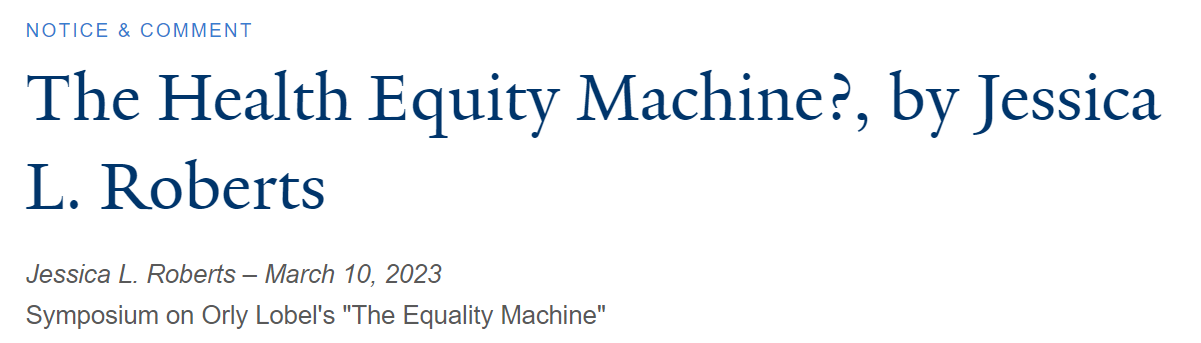 NOTICE & COMMENT
The Health Equity Machine?, by Jessica
L. Roberts
Jessica L. Roberts – March 10, 2023
Symposium on Orly Lobel's "The Equality Machine"